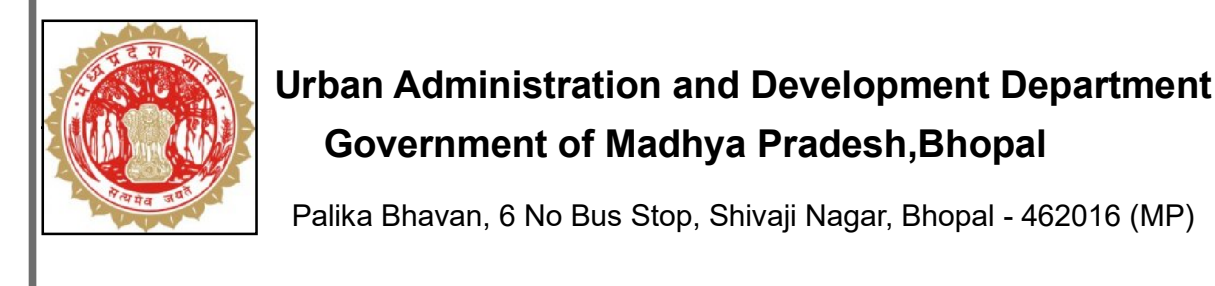 मध्य प्रदेश शासन
सत्यमेव जयते
Urban Administration and Development Department
Government of Madhya Pradesh,Bhopal
Palika Bhavan, 6 No Bus Stop, Shivaji Nagar, Bhopal - 462016 (MP)